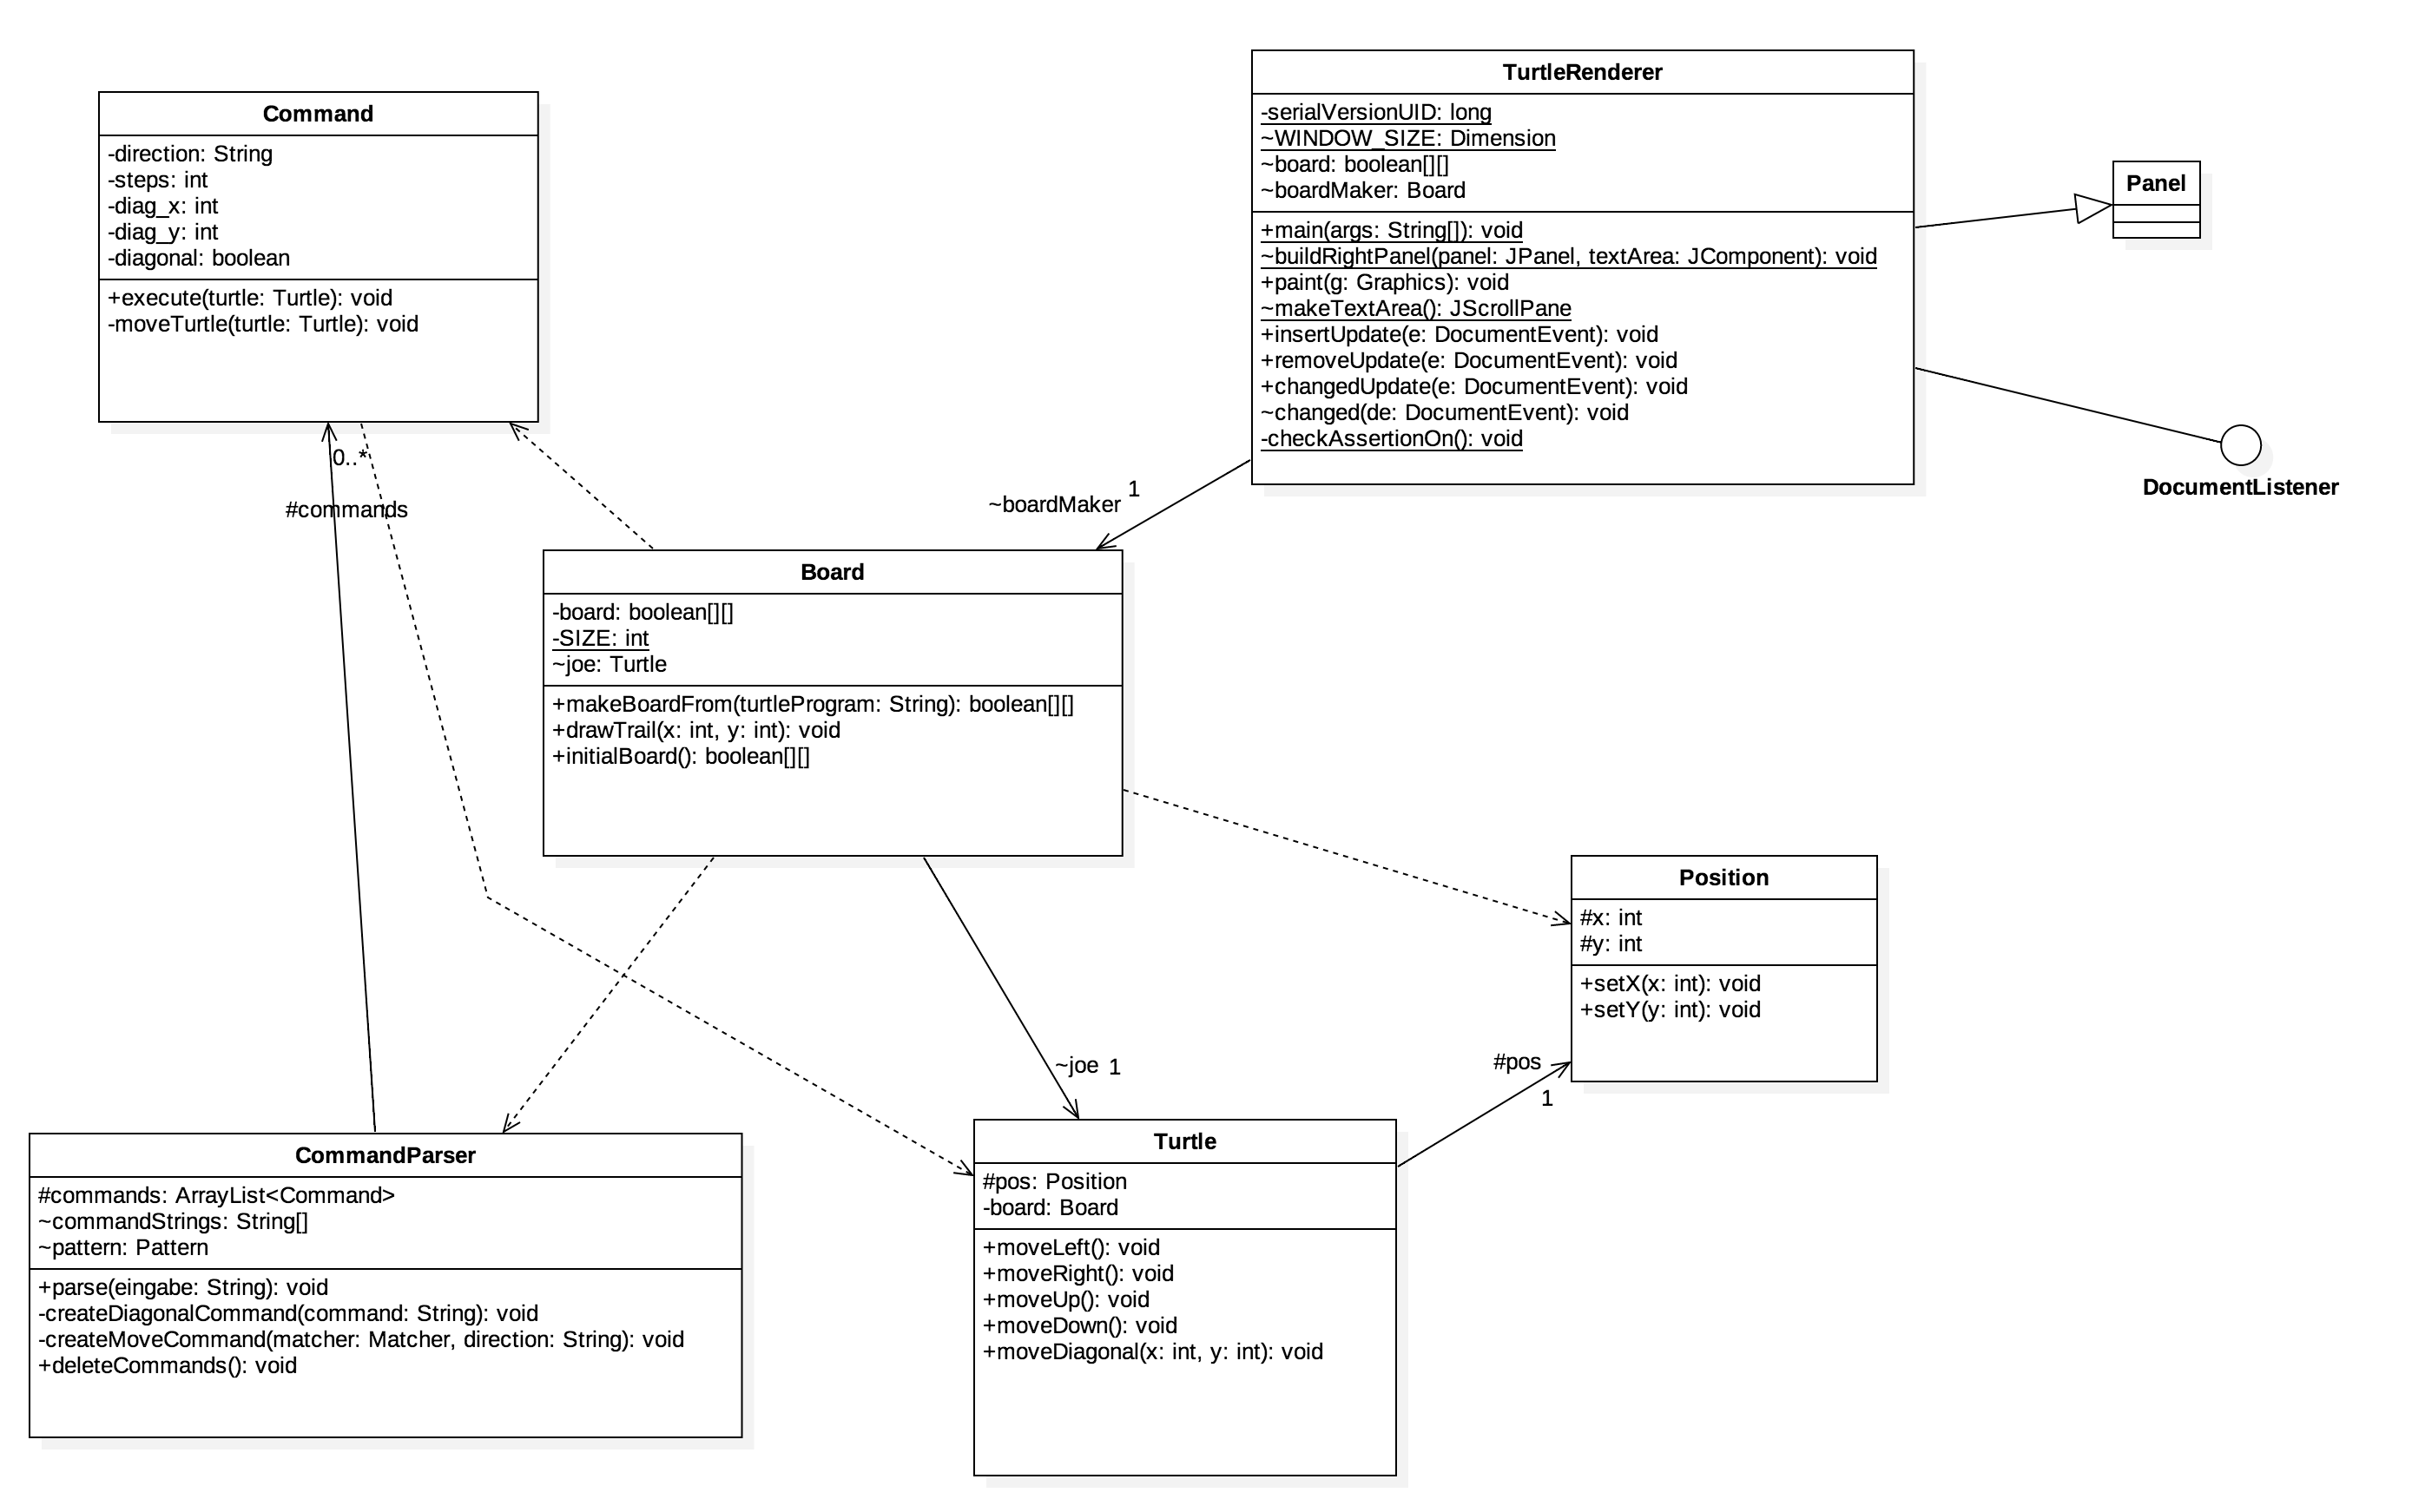 Command
-direction: String
-steps: int
-diag_x: int
-diag_y: int
-diagonal: boolean
+execute(turtle: Turtle): void
-moveTurtle(turtle: Turtle): void
TurtleRenderer
-serialVersionUID: long
~WINDOW_SIZE: Dimension
~board: boolean[][]
~boardMaker: Board
+main(args: String[]): void
~buildRightPanel(panel: JPanel, textArea: JComponent): void
+paint(g: Graphics): void
~makeTextArea(): JScrollPane
+insertUpdate(e: DocumentEvent): void
+removeUpdate(e: DocumentEvent): void
+changedUpdate(e: DocumentEvent): void
~changed(de: DocumentEvent): void
-checkAssertionOn(): void
Panel
DocumentListener
0..*
#commands
1
~boardMaker
Board
-board: boolean[][]
-SIZE: int
~joe: Turtle
+makeBoardFrom(turtleProgram: String): boolean[][]
+drawTrail(x: int, y: int): void
+initialBoard(): boolean[][]
Position
#x: int
#y: int
+setX(x: int): void
+setY(y: int): void
~joe 1
#pos
1
CommandParser
#commands: ArrayList<Command>
~commandStrings: String[]
~pattern: Pattern
+parse(eingabe: String): void
-createDiagonalCommand(command: String): void
-createMoveCommand(matcher: Matcher, direction: String): void
+deleteCommands(): void
Turtle
#pos: Position
-board: Board
+moveLeft(): void
+moveRight(): void
+moveUp(): void
+moveDown(): void
+moveDiagonal(x: int, y: int): void